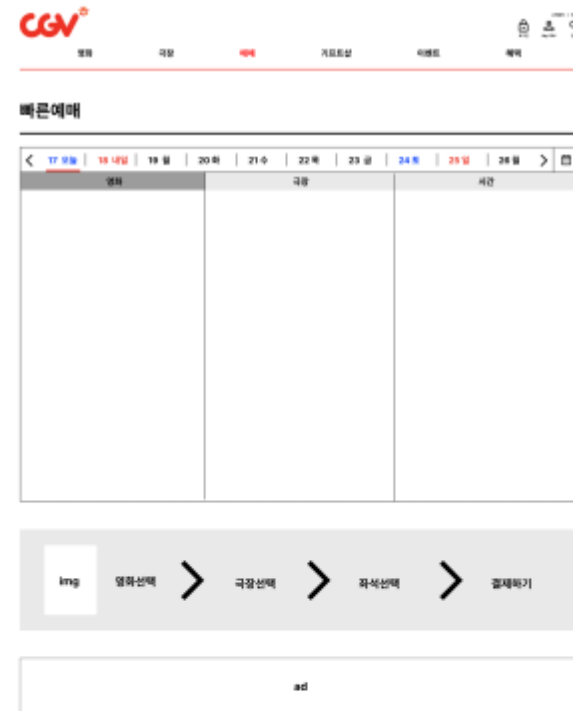 CGV
영화 극장 예매 기프트샵 이벤트 혜택
빠른예매
17 오늘 18 내일 19 월 20 화 21 수 22 목 23 금 24 토 25 일 26 월
영화 극장 시간
img 영화선택 극장선택 좌석선택 결제하기
ad